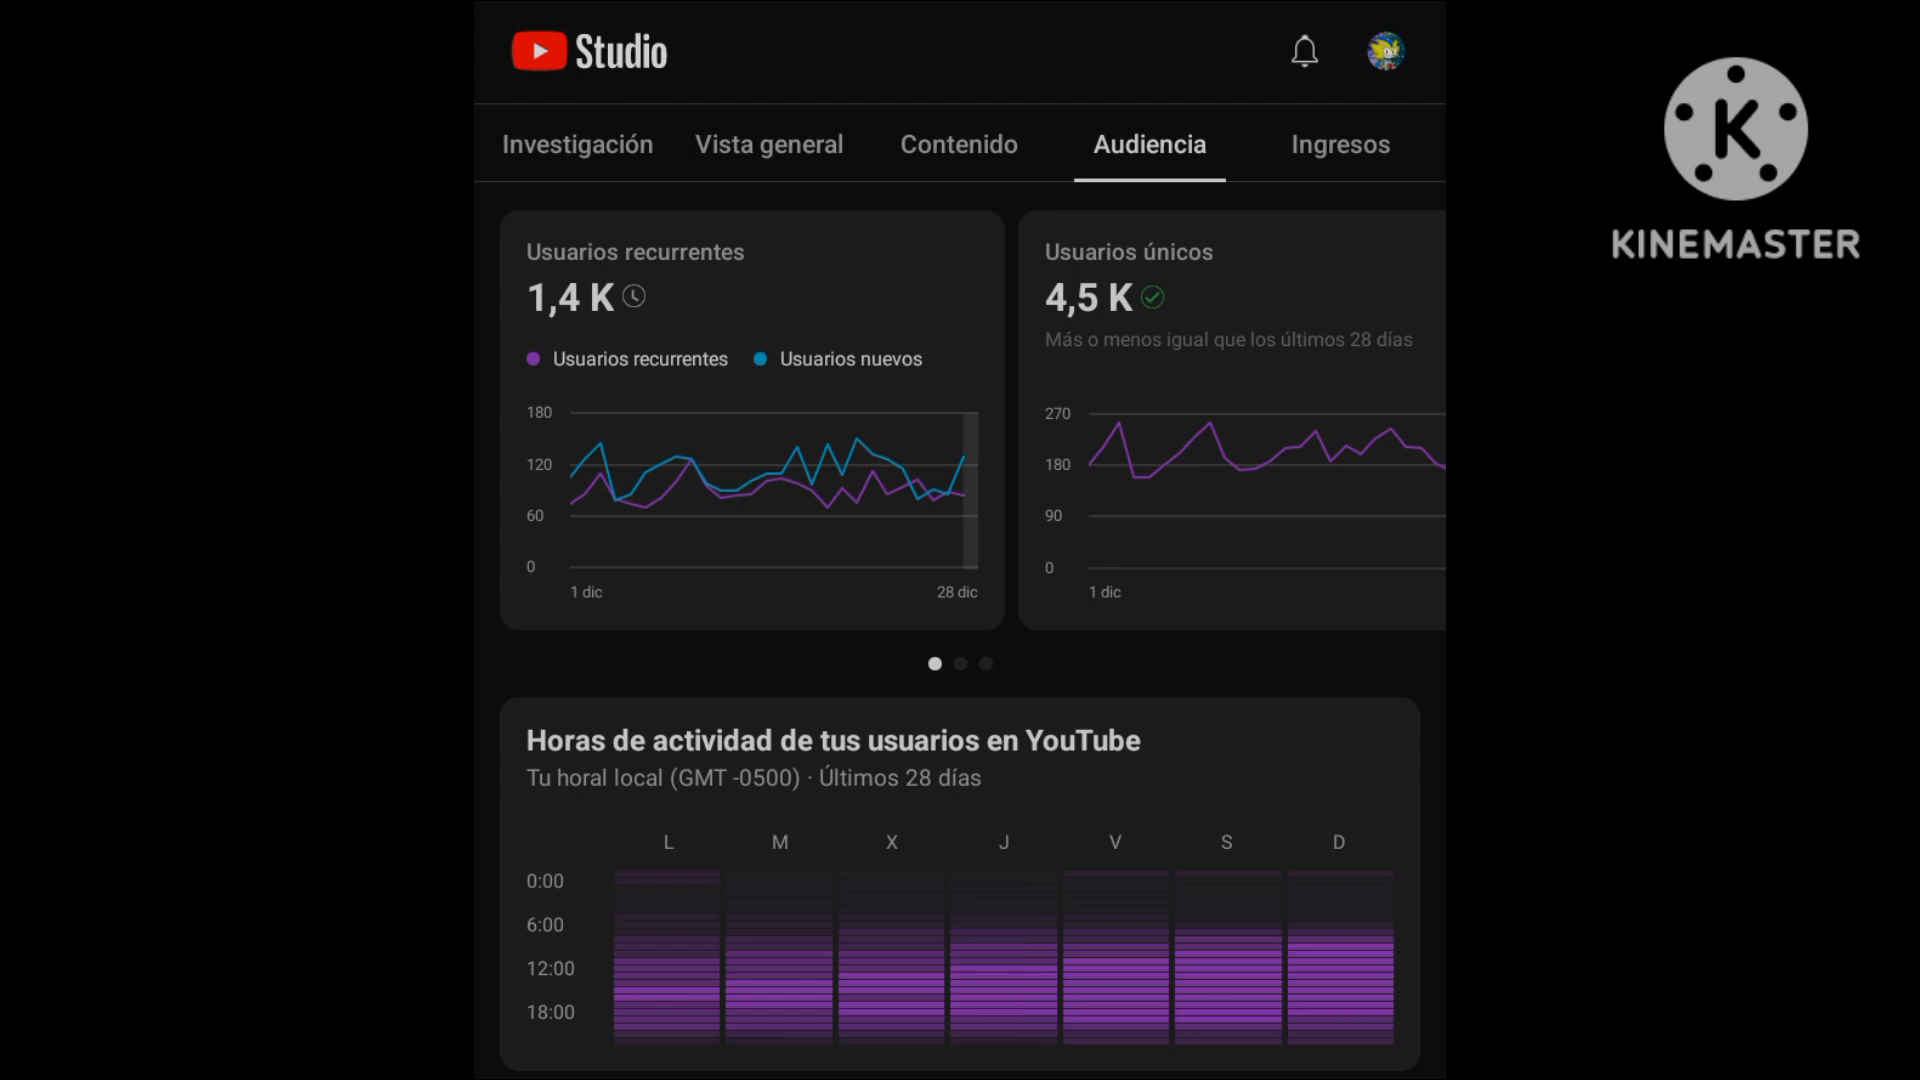 Studio
Investigación Vista general Contenido Audiencia Ingresos
Usuarios recurrentes
1,4 K
Usuarios recurrentes Usuarios nuevos
180
120
60
0
1 dic 28 dic
Usuarios únicos
4,5 K
Más o menos igual que los últimos 28 días
270
180
90
0
1 dic
Horas de actividad de tus usuarios en YouTube
Tu horal local (GMT -0500) · Últimos 28 días
L M X J V S D
0:00
6:00
12:00
18:00
K
KINEMASTER